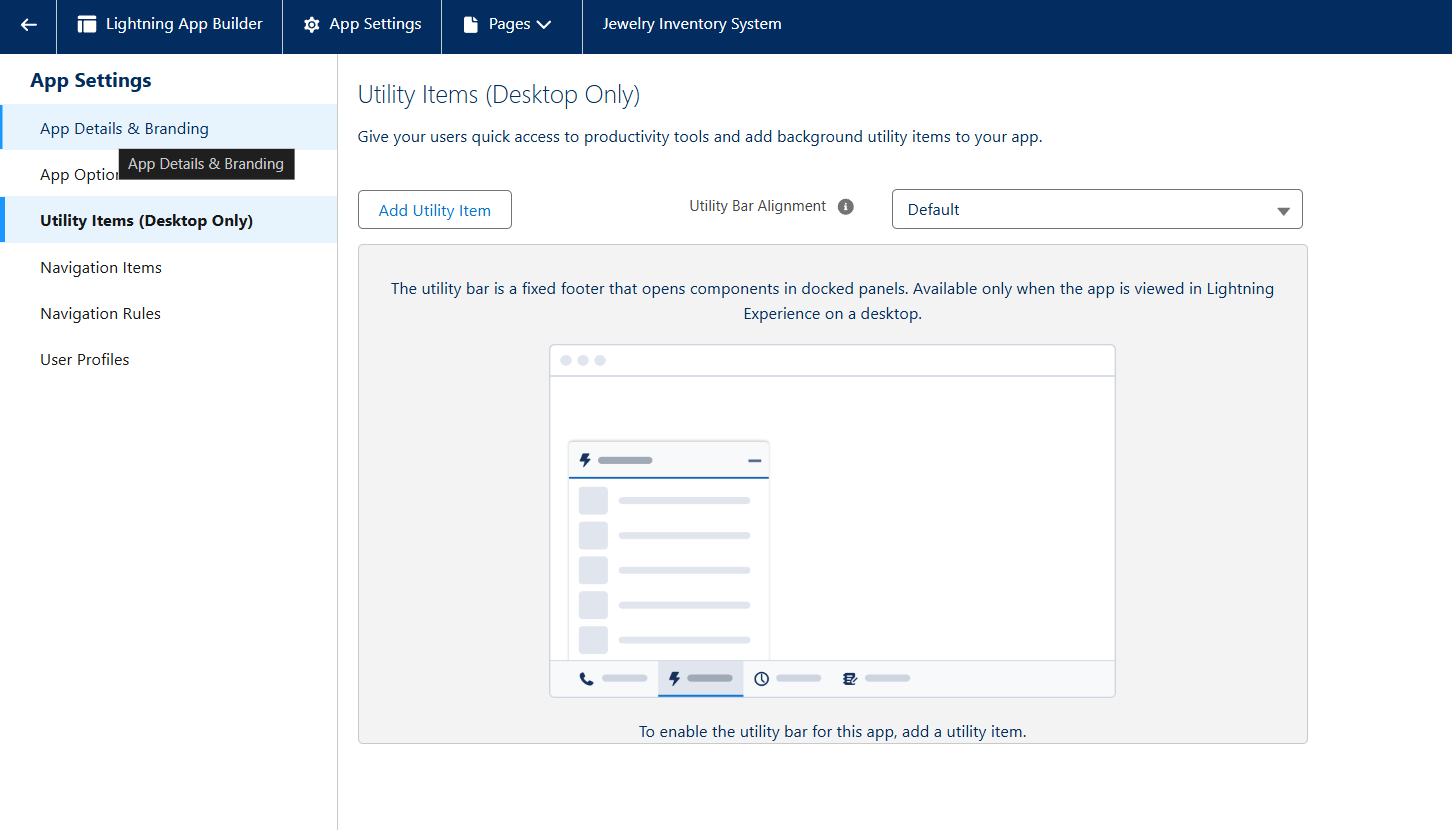 Lightning App Builder
App Settings
Pages
Jewelry Inventory System
App Settings
App Details & Branding
App Details & Branding
App Option
Utility Items (Desktop Only)
Navigation Items
Navigation Rules
User Profiles
Utility Items (Desktop Only)
Give your users quick access to productivity tools and add background utility items to your app.
Add Utility Item
Utility Bar Alignment
Default
The utility bar is a fixed footer that opens components in docked panels. Available only when the app is viewed in Lightning
Experience on a desktop.
To enable the utility bar for this app, add a utility item.